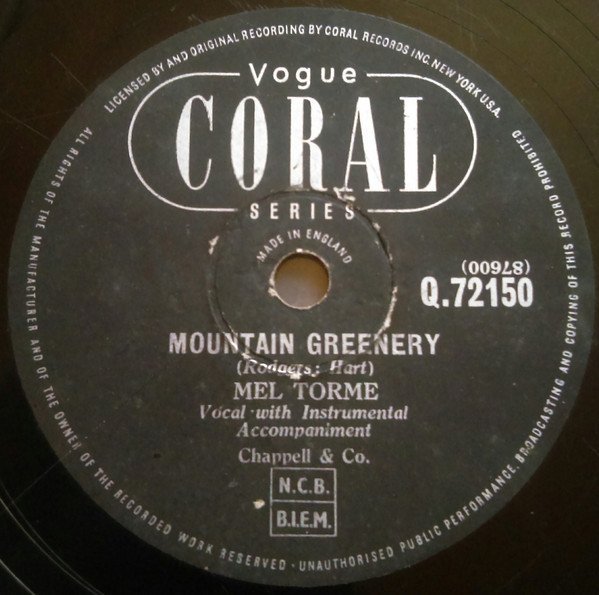 LICENSED BY AND ORIGINAL RECORDING BY CORAL RECORDS INC. NEW YORK U.S.A.
Vogue
CORAL
SERIES
MADE IN ENGLAND
(87600)
Q.72150
MOUNTAIN GREENERY
(Rodgers; Hart)
MEL TORME
Vocal with Instrumental
Accompaniment
Chappell & Co.
N.C.B.
B.I.E.M.
ALL RIGHTS OF THE MANUFACTURER AND OF THE OWNER OF THE RECORDED WORK RESERVED · UNAUTHORISED PUBLIC PERFORMANCE, BROADCASTING AND COPYING OF THIS RECORD PROHIBITED